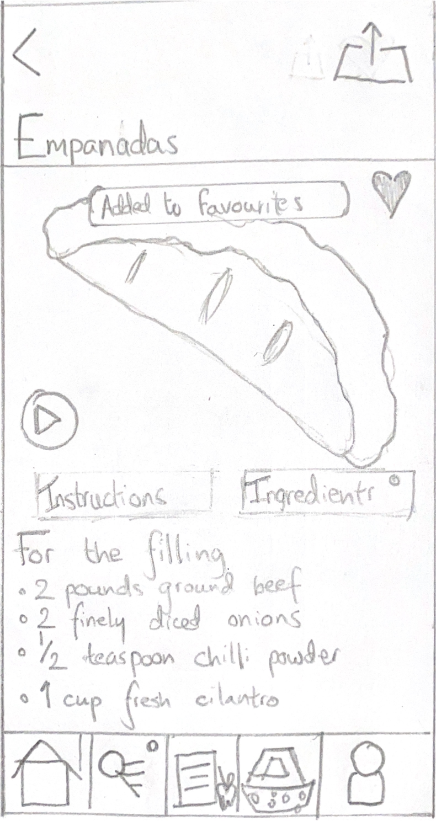 Empanadas
Added to favourites
Instructions
Ingredients
For the filling
• 2 pounds ground beef
• 2 finely diced onions
• 1/2 teaspoon chilli powder
• 1 cup fresh cilantro